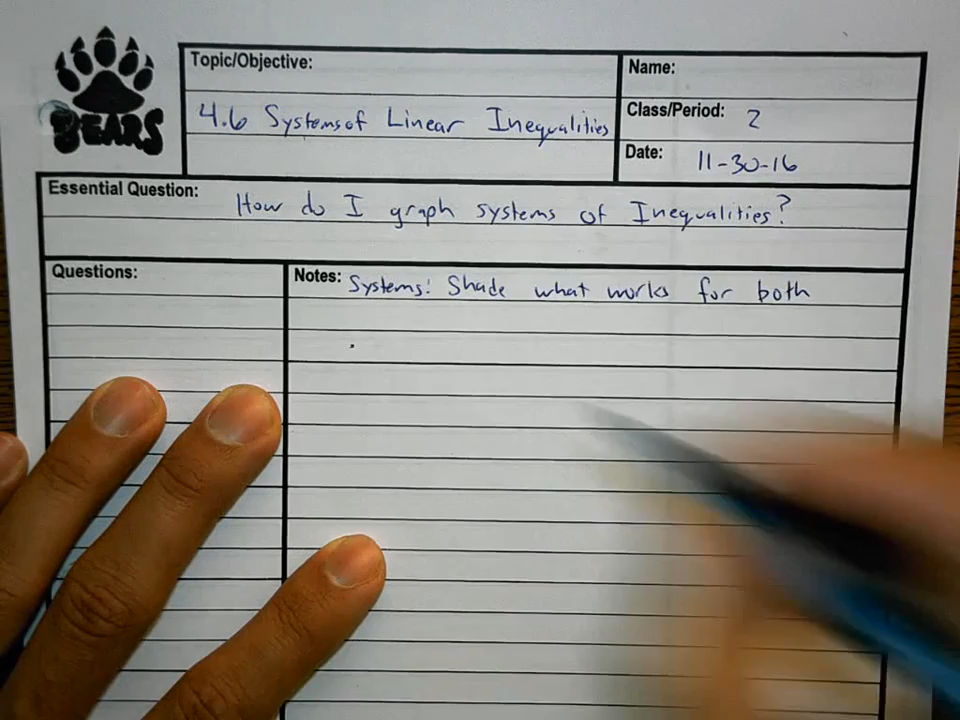 BEARS
Topic/Objective:
4.6 Systems of Linear Inequalities
Name:
Class/Period: 2
Date: 11-30-16
Essential Question: How do I graph systems of Inequalities?
Questions:
Notes: Systems: Shade what works for both